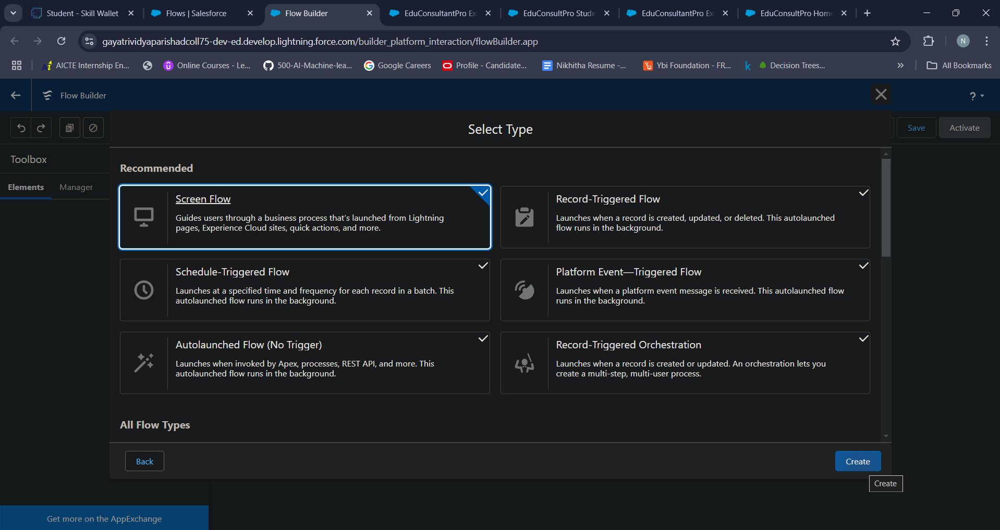 Student - Skill Wallet
Flows | Salesforce
Flow Builder
EduConsultantPro Ex
EduConsultPro Stude
EduConsultantPro Ex
EduConsultPro Home
gayatrividyaparishadcoll75-dev-ed.develop.lightning.force.com/builder_platform_interaction/flowBuilder.app
N
AICTE Internship En...
Online Courses - Le...
500-AI-Machine-lea...
Google Careers
Profile - Candidate...
Nikhitha Resume -...
Ybi Foundation - FR...
k
Decision Trees...
All Bookmarks
Flow Builder
?
Save
Activate
Toolbox
Elements
Manager
Select Type
Recommended
Screen Flow
Guides users through a business process that's launched from Lightning
pages, Experience Cloud sites, quick actions, and more.
Record-Triggered Flow
Launches when a record is created, updated, or deleted. This autolaunched
flow runs in the background.
Schedule-Triggered Flow
Launches at a specified time and frequency for each record in a batch. This
autolaunched flow runs in the background.
Platform Event—Triggered Flow
Launches when a platform event message is received. This autolaunched flow
runs in the background.
Autolaunched Flow (No Trigger)
Launches when invoked by Apex, processes, REST API, and more. This
autolaunched flow runs in the background.
Record-Triggered Orchestration
Launches when a record is created or updated. An orchestration lets you
create a multi-step, multi-user process.
All Flow Types
Back
Create
Create
Get more on the AppExchange